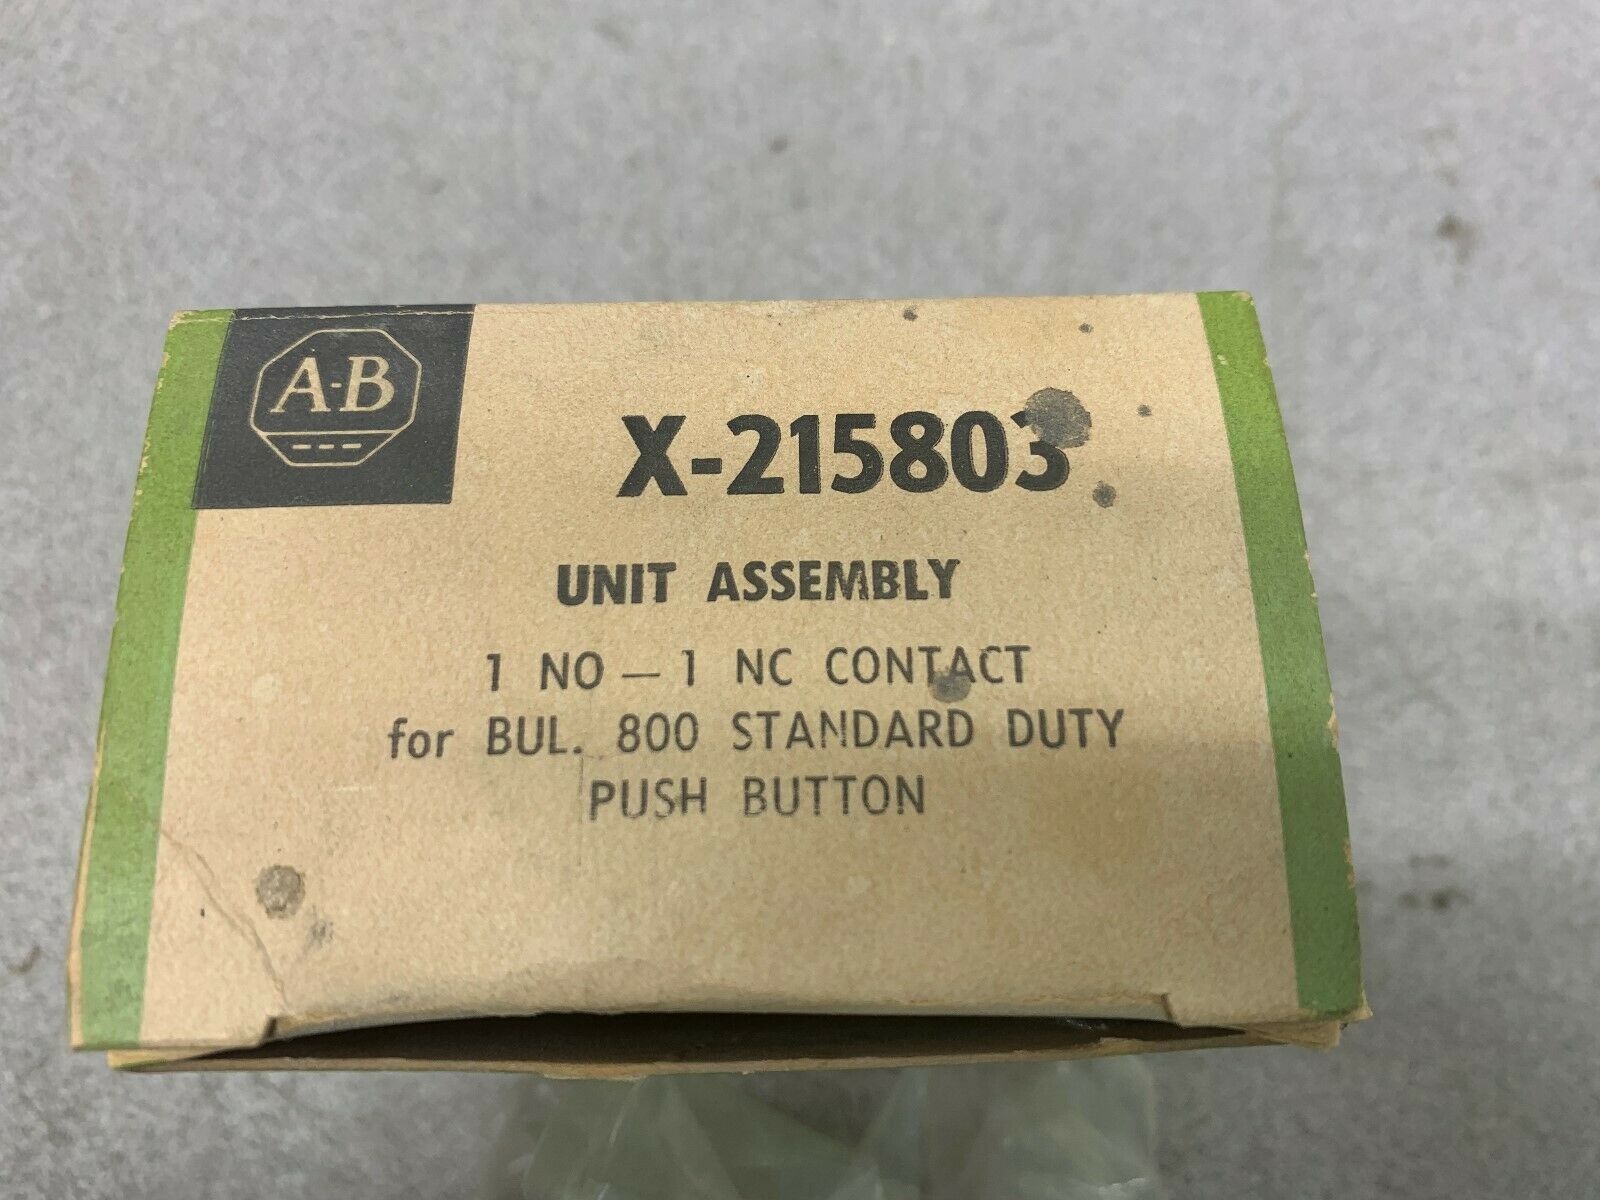 A-B
X-215803
UNIT ASSEMBLY
1 NO — 1 NC CONTACT
for BUL. 800 STANDARD DUTY
PUSH BUTTON